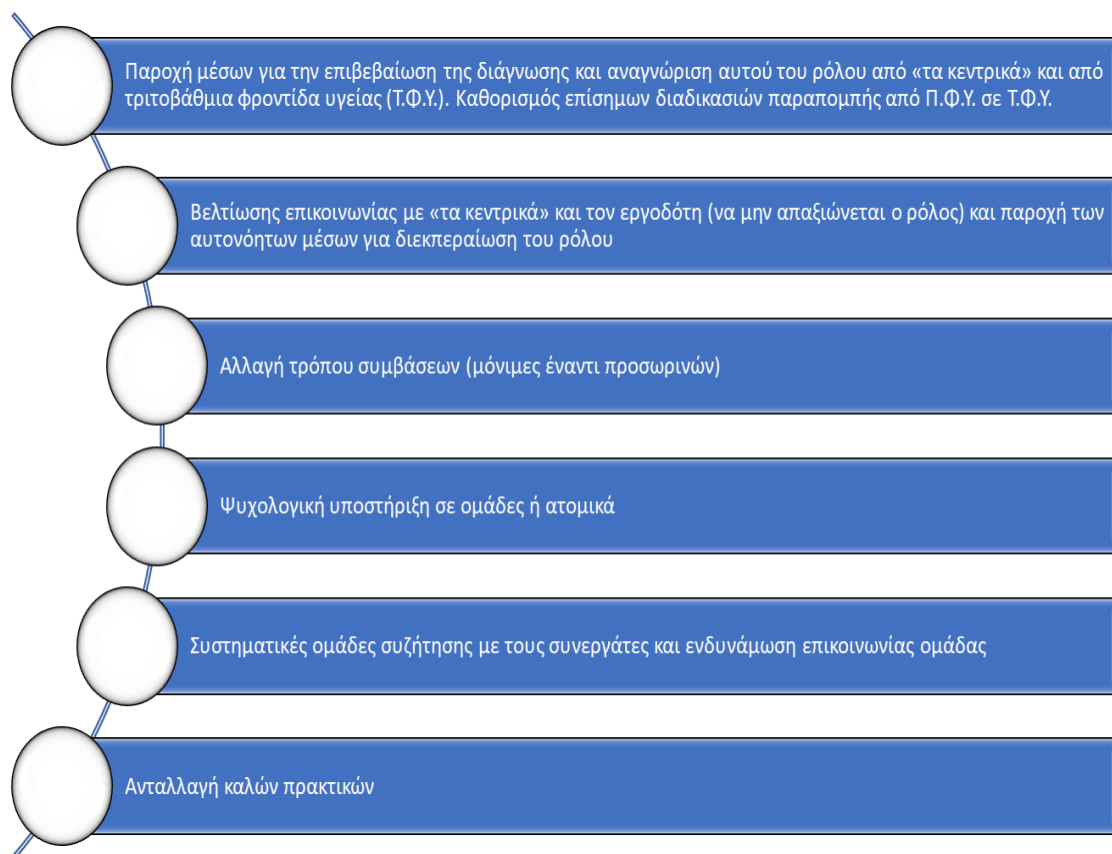 Παροχή μέσων για την επιβεβαίωση της διάγνωσης και αναγνώριση αυτού του ρόλου από «τα κεντρικά» και από
τριτοβάθμια φροντίδα υγείας (Τ.Φ.Υ.). Καθορισμός επίσημων διαδικασιών παραπομπής από Π.Φ.Υ. σε Τ.Φ.Υ.
Βελτίωσης επικοινωνίας με «τα κεντρικά» και τον εργοδότη (να μην απαξιώνεται ο ρόλος) και παροχή των
αυτονόητων μέσων για διεκπεραίωση του ρόλου
Αλλαγή τρόπου συμβάσεων (μόνιμες έναντι προσωρινών)
Ψυχολογική υποστήριξη σε ομάδες ή ατομικά
Συστηματικές ομάδες συζήτησης με τους συνεργάτες και ενδυνάμωση επικοινωνίας ομάδας
Ανταλλαγή καλών πρακτικών